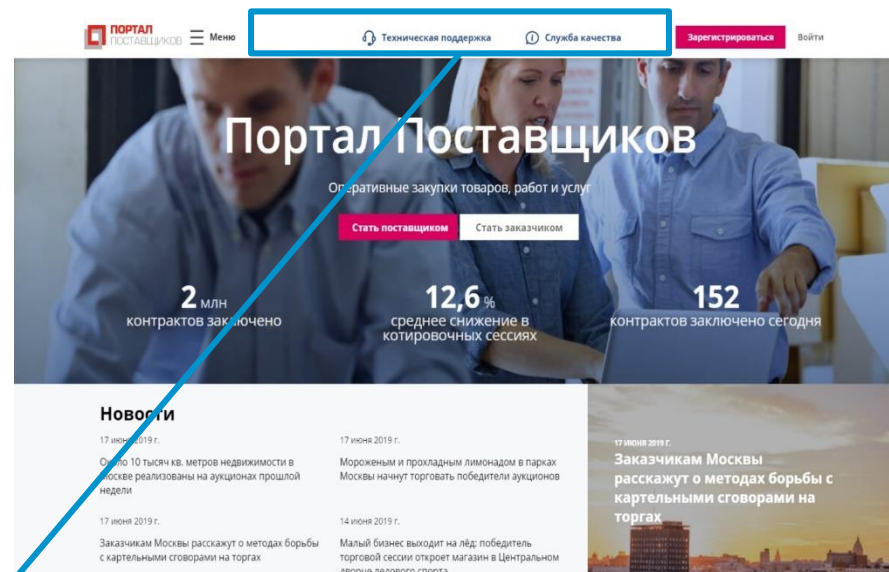 ПОРТАЛ
ПОСТАВЩИКОВ
Меню
Техническая поддержка
Служба качества
Зарегистрироваться
Войти
Портал Поставщиков
Оперативные закупки товаров, работ и услуг
Стать поставщиком
Стать заказчиком
2 млн
контрактов заключено
12,6 %
среднее снижение в
котировочных сессиях
152
контрактов заключено сегодня
Новости
17 июня 2019 г.
Около 10 тысяч кв. метров недвижимости в
Москве реализованы на аукционах прошлой
недели
17 июня 2019 г.
Мороженым и прохладным лимонадом в парках
Москвы начнут торговать победители аукционов
17 июня 2019 г.
Заказчикам Москвы расскажут о методах борьбы
с картельными сговорами на торгах
14 июня 2019 г.
Малый бизнес выходит на лёд: победитель
торговой сессии откроет магазин в Центральном
дворце ледового спорта
17 июня 2019 г.
Заказчикам Москвы
расскажут о методах борьбы с
картельными сговорами на
торгах